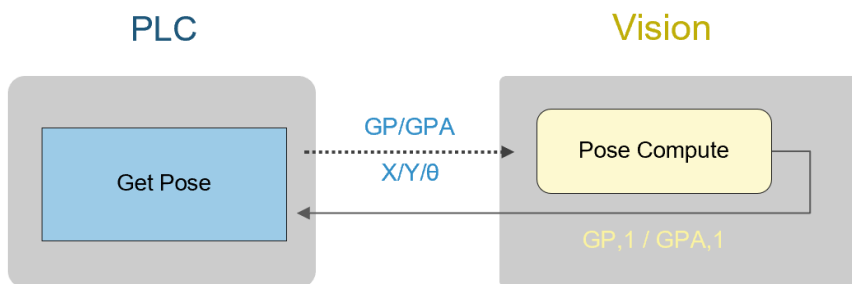 PLC
Vision
GP/GPA
X/Y/θ
Get Pose
Pose Compute
GP,1 / GPA,1